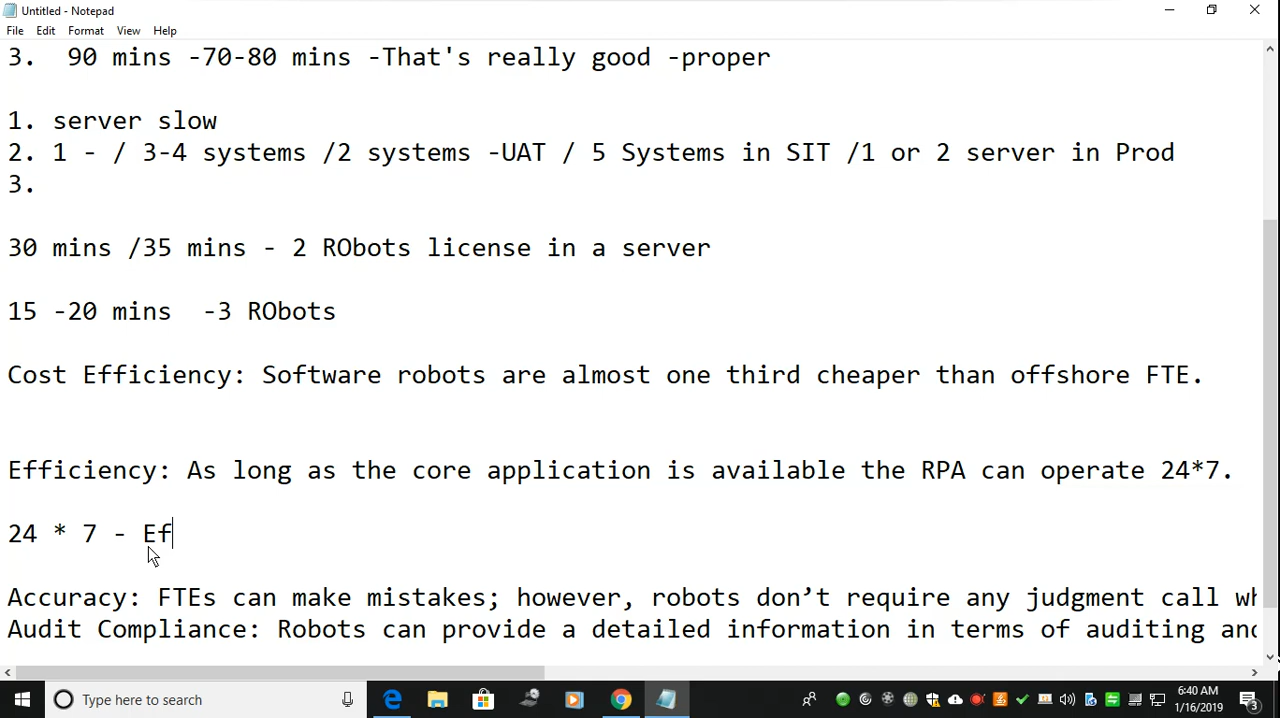 Untitled - Notepad
File Edit Format View Help
3.  90 mins -70-80 mins -That's really good -proper
1. server slow
2. 1 - / 3-4 systems /2 systems -UAT / 5 Systems in SIT /1 or 2 server in Prod
3.
30 mins /35 mins - 2 RObots license in a server
15 -20 mins  -3 RObots
Cost Efficiency: Software robots are almost one third cheaper than offshore FTE.
Efficiency: As long as the core application is available the RPA can operate 24*7.
24 * 7 - Ef
Accuracy: FTEs can make mistakes; however, robots don’t require any judgment call
Audit Compliance: Robots can provide a detailed information in terms of auditing
Type here to search
6:40 AM
1/16/2019
3